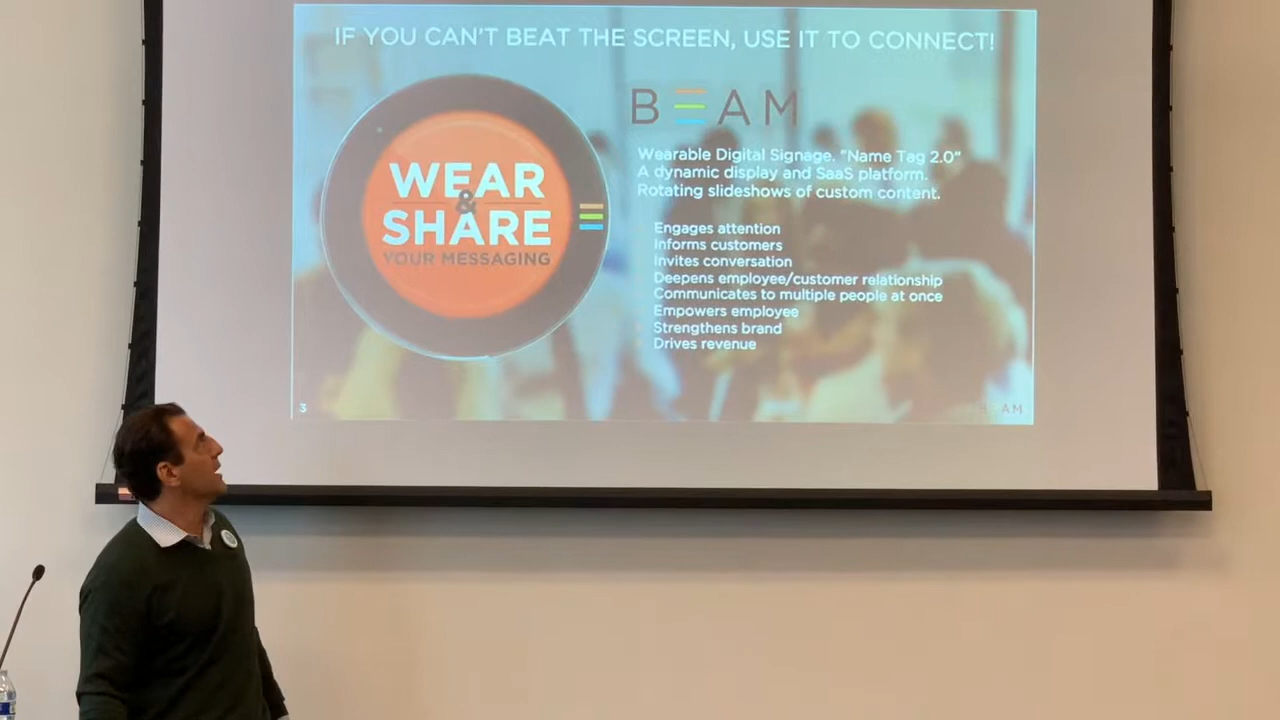 IF YOU CAN'T BEAT THE SCREEN, USE IT TO CONNECT!
WEAR
&
SHARE
YOUR MESSAGING
BEAM
Wearable Digital Signage. "Name Tag 2.0"
A dynamic display and SaaS platform.
Rotating slideshows of custom content.
Engages attention
Informs customers
Invites conversation
Deepens employee/customer relationship
Communicates to multiple people at once
Empowers employee
Strengthens brand
Drives revenue
3
BEAM